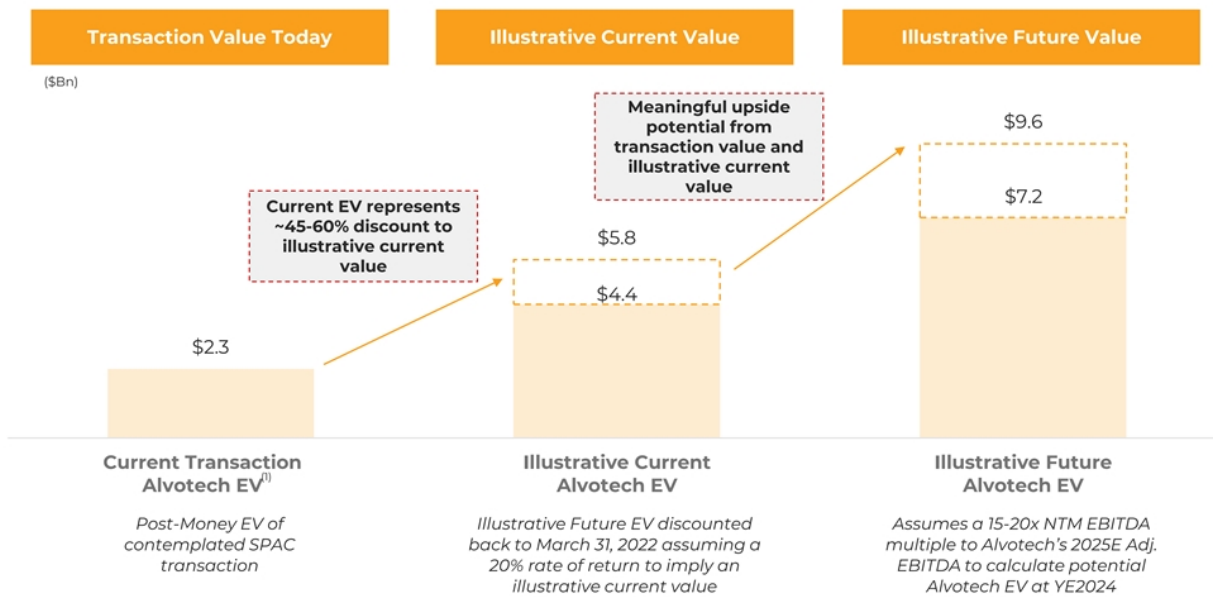 Transaction Value Today
Illustrative Current Value
Illustrative Future Value
($Bn)
Meaningful upside
potential from
transaction value and
illustrative current
value
$9.6
$7.2
Current EV represents
~45-60% discount to
illustrative current
value
$5.8
$4.4
$2.3
Current Transaction
Alvotech EV(1)
Post-Money EV of
contemplated SPAC
transaction
Illustrative Current
Alvotech EV
Illustrative Future EV discounted
back to March 31, 2022 assuming a
20% rate of return to imply an
illustrative current value
Illustrative Future
Alvotech EV
Assumes a 15-20x NTM EBITDA
multiple to Alvotech's 2025E Adj.
EBITDA to calculate potential
Alvotech EV at YE2024